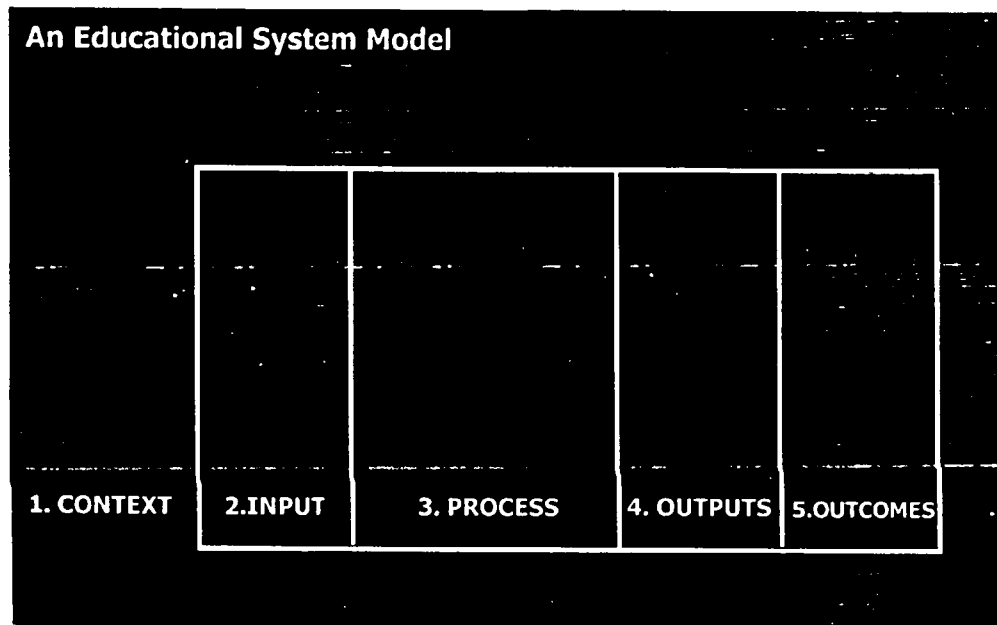 An Educational System Model
1. CONTEXT 2.INPUT 3. PROCESS 4. OUTPUTS 5.OUTCOMES